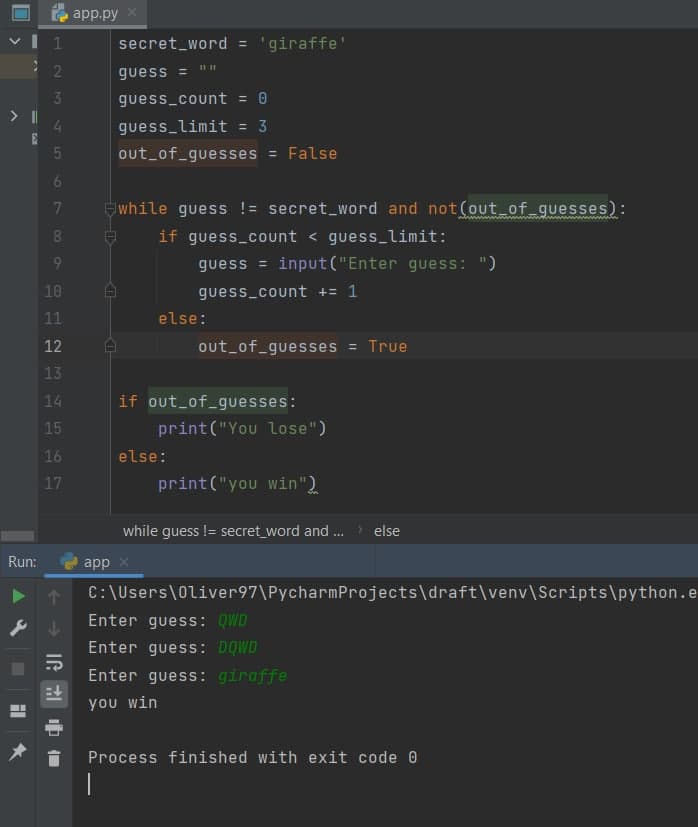 app.py
1 secret_word = 'giraffe'
2 guess = ""
3 guess_count = 0
4 guess_limit = 3
5 out_of_guesses = False
6
7 while guess != secret_word and not(out_of_guesses):
8     if guess_count < guess_limit:
9         guess = input("Enter guess: ")
10         guess_count += 1
11     else:
12         out_of_guesses = True
13
14 if out_of_guesses:
15     print("You lose")
16 else:
17     print("you win")
while guess != secret_word and ... › else
Run: app
C:\Users\Oliver97\PycharmProjects\draft\venv\Scripts\python.e
Enter guess: QWD
Enter guess: DQWD
Enter guess: giraffe
you win
Process finished with exit code 0